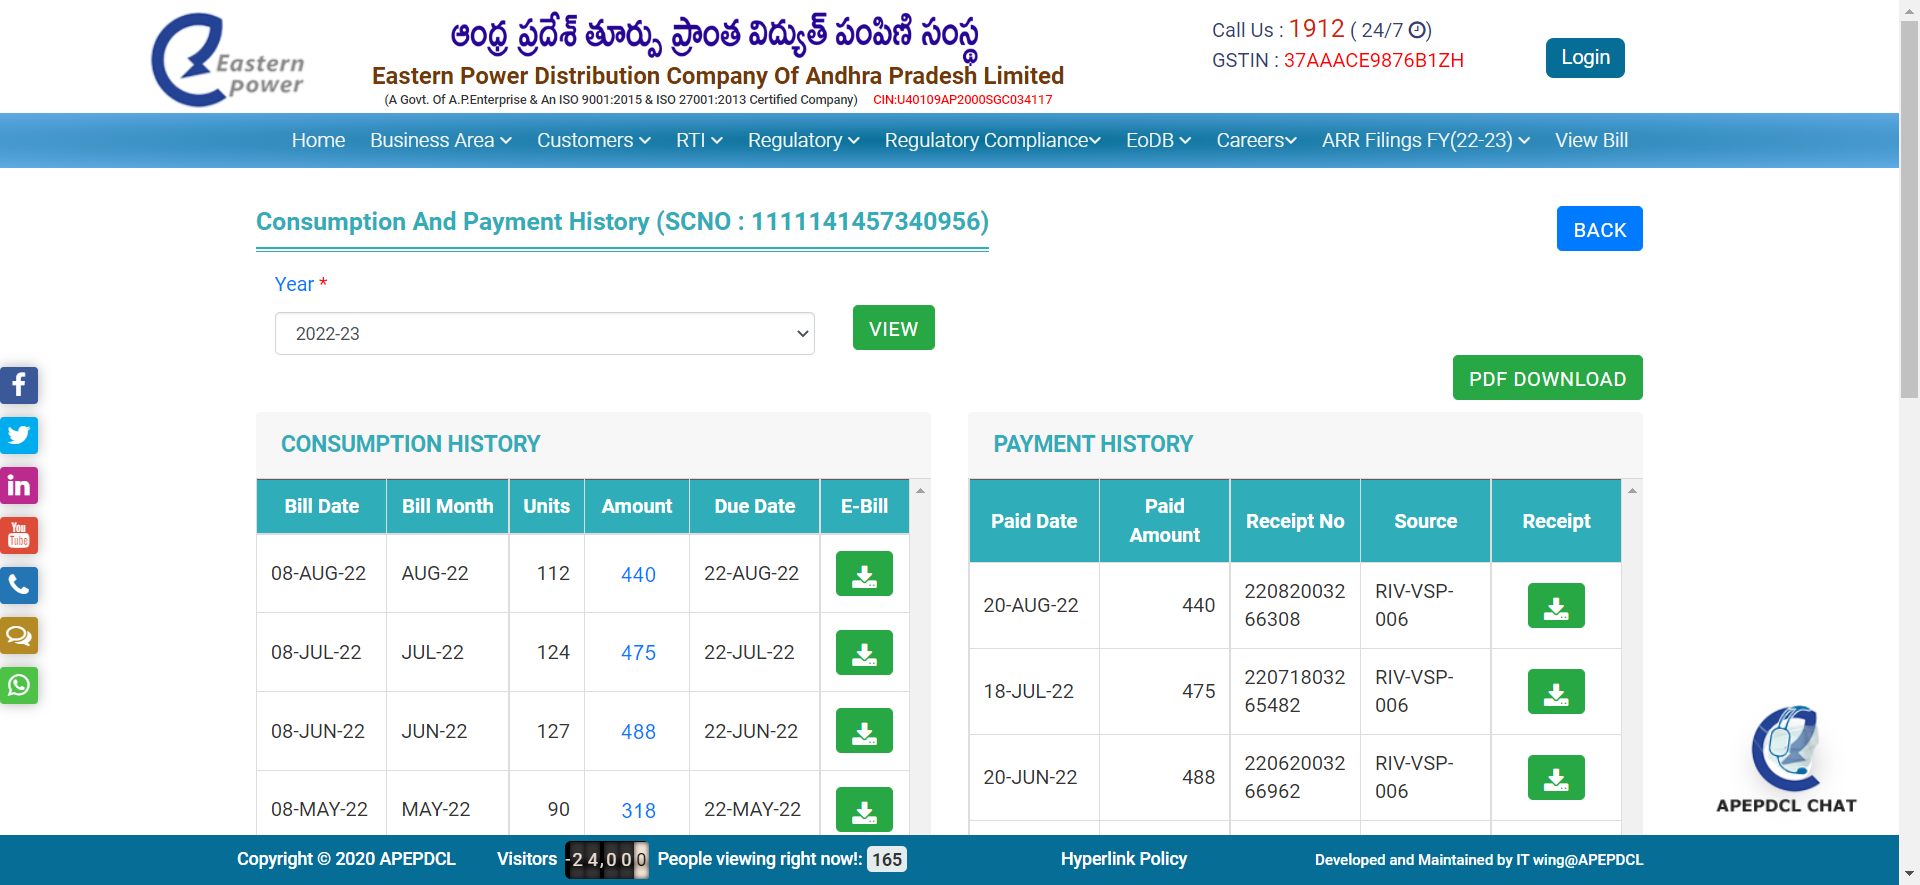 Eastern
power
ఆంధ్ర ప్రదేశ్ తూర్పు ప్రాంత విద్యుత్ పంపిణి సంస్థ
Eastern Power Distribution Company Of Andhra Pradesh Limited
(A Govt. Of A.P.Enterprise & An ISO 9001:2015 & ISO 27001:2013 Certified Company) CIN:U40109AP2000SGC034117
Call Us : 1912 ( 24/7 )
GSTIN : 37AAACE9876B1ZH
Login
Home Business Area Customers RTI Regulatory Regulatory Compliance EoDB Careers ARR Filings FY(22-23) View Bill
Consumption And Payment History (SCNO : 1111141457340956)
BACK
Year *
2022-23
VIEW
PDF DOWNLOAD
CONSUMPTION HISTORY
Bill Date Bill Month Units Amount Due Date E-Bill
08-AUG-22 AUG-22 112 440 22-AUG-22
08-JUL-22 JUL-22 124 475 22-JUL-22
08-JUN-22 JUN-22 127 488 22-JUN-22
08-MAY-22 MAY-22 90 318 22-MAY-22
PAYMENT HISTORY
Paid Date Paid Amount Receipt No Source Receipt
20-AUG-22 440 220820032 66308 RIV-VSP-006
18-JUL-22 475 220718032 65482 RIV-VSP-006
20-JUN-22 488 220620032 66962 RIV-VSP-006
You
Tube
APEPDCL CHAT
Copyright © 2020 APEPDCL Visitors -24,000 People viewing right now!: 165 Hyperlink Policy Developed and Maintained by IT wing@APEPDCL